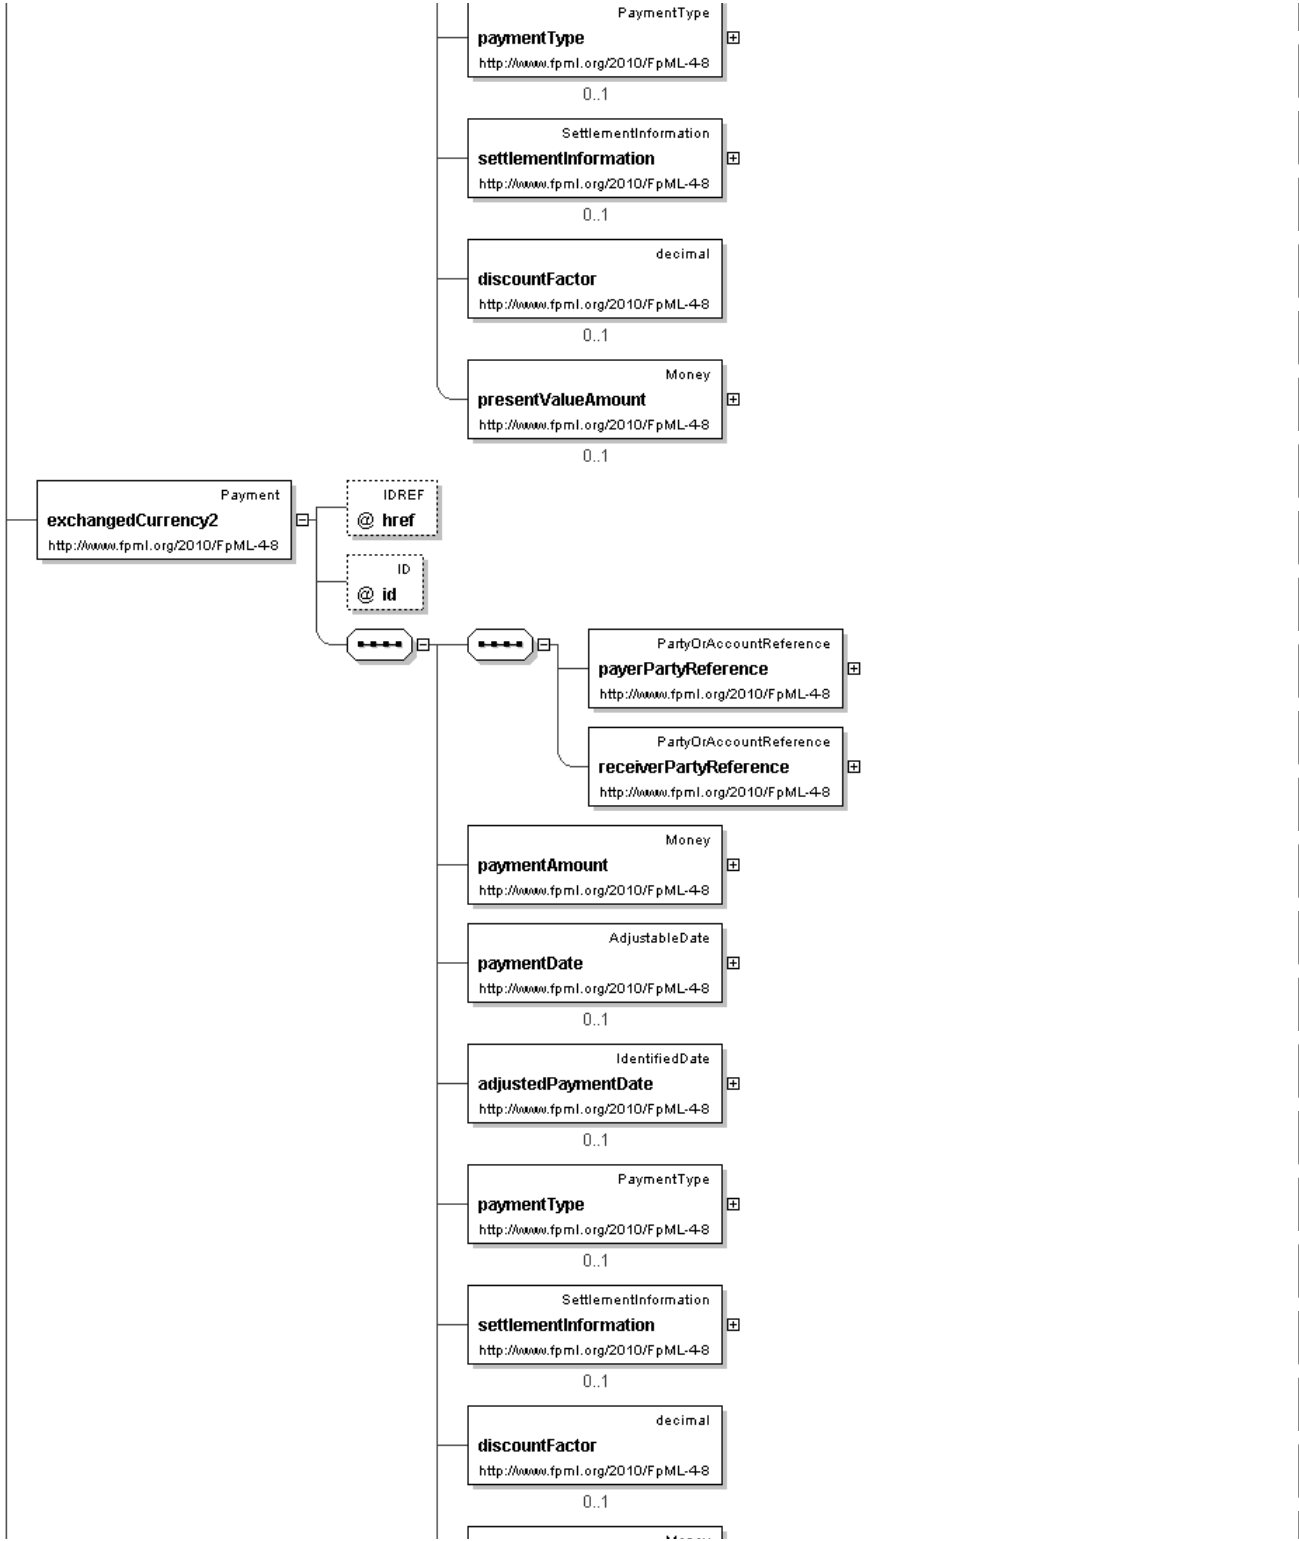 PaymentType
paymentType
http://www.fpml.org/2010/FpML-4-8
0..1
SettlementInformation
settlementInformation
http://www.fpml.org/2010/FpML-4-8
0..1
decimal
discountFactor
http://www.fpml.org/2010/FpML-4-8
0..1
Money
presentValueAmount
http://www.fpml.org/2010/FpML-4-8
0..1
Payment
exchangedCurrency2
http://www.fpml.org/2010/FpML-4-8
IDREF
@ href
ID
@ id
PartyOrAccountReference
payerPartyReference
http://www.fpml.org/2010/FpML-4-8
PartyOrAccountReference
receiverPartyReference
http://www.fpml.org/2010/FpML-4-8
Money
paymentAmount
http://www.fpml.org/2010/FpML-4-8
AdjustableDate
paymentDate
http://www.fpml.org/2010/FpML-4-8
0..1
IdentifiedDate
adjustedPaymentDate
http://www.fpml.org/2010/FpML-4-8
0..1
PaymentType
paymentType
http://www.fpml.org/2010/FpML-4-8
0..1
SettlementInformation
settlementInformation
http://www.fpml.org/2010/FpML-4-8
0..1
decimal
discountFactor
http://www.fpml.org/2010/FpML-4-8
0..1
Money